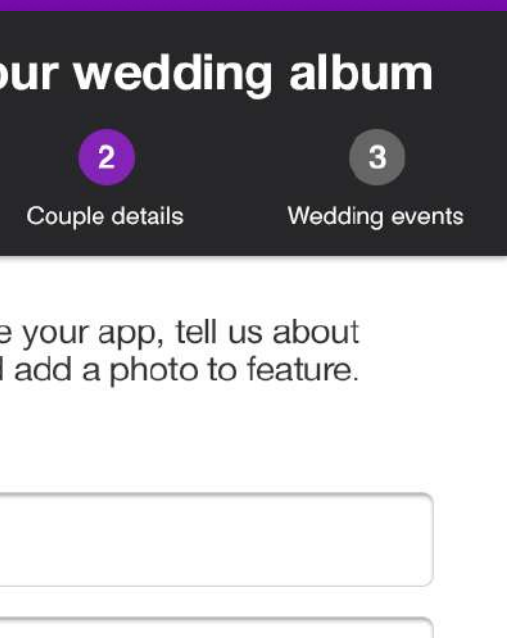 our wedding album
2 3
Couple details Wedding events
your app, tell us about
add a photo to feature.